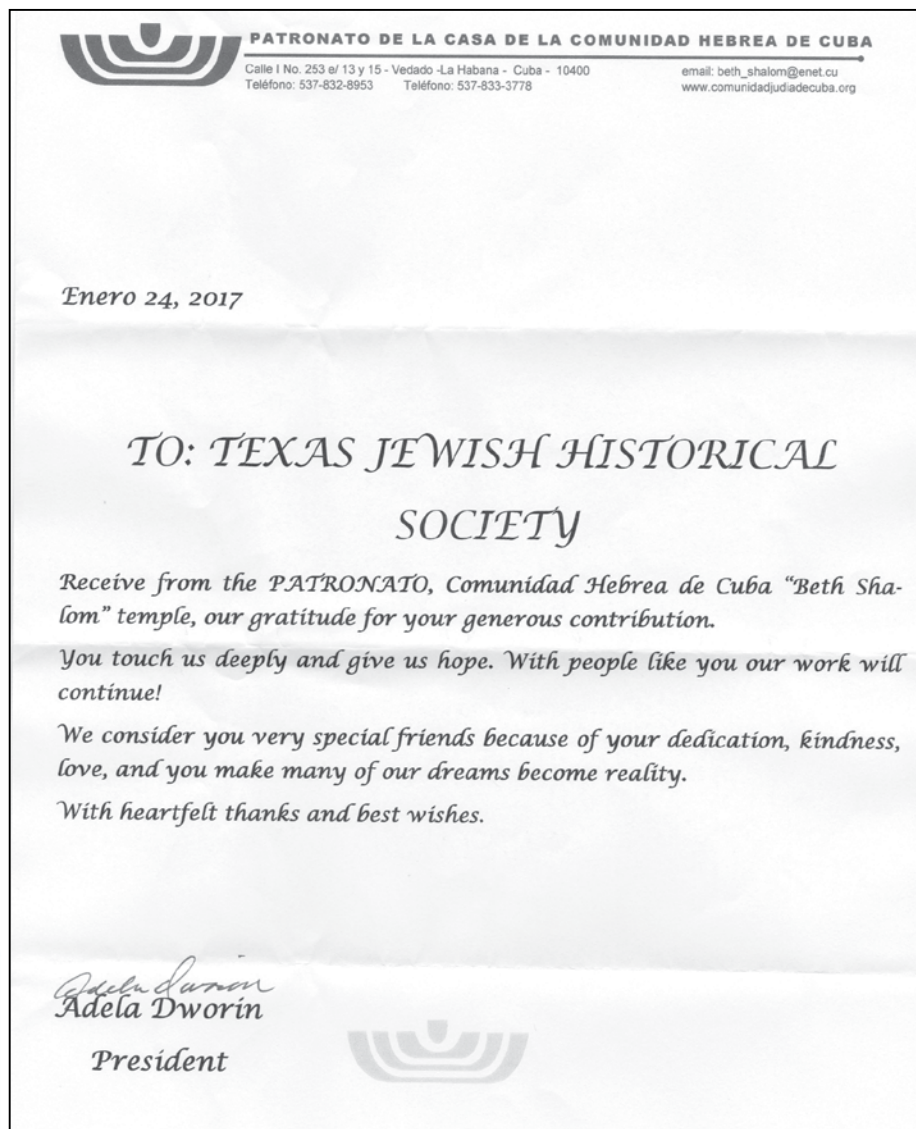 PATRONATO DE LA CASA DE LA COMUNIDAD HEBREA DE CUBA
Calle I No. 253 e/ 13 y 15 - Vedado -La Habana - Cuba - 10400 email: beth_shalom@enet.cu
Teléfono: 537-832-8953 Teléfono: 537-833-3778 www.comunidadjudiadecuba.org
Enero 24, 2017
TO: TEXAS JEWISH HISTORICAL
SOCIETY
Receive from the PATRONATO, Comunidad Hebrea de Cuba “Beth Sha-
lom” temple, our gratitude for your generous contribution.
You touch us deeply and give us hope. With people like you our work will
continue!
We consider you very special friends because of your dedication, kindness,
love, and you make many of our dreams become reality.
With heartfelt thanks and best wishes.
Adela Dworin
Adela Dworin
President